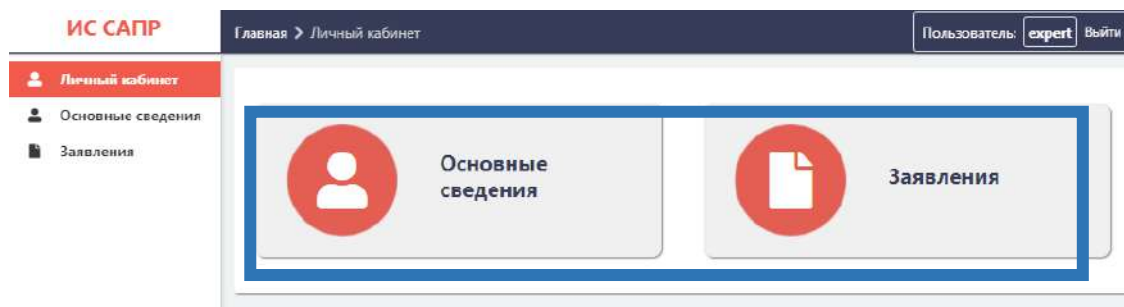 ИС САПР
Главная ❯ Личный кабинет
Пользователь: expert Выйти
Личный кабинет
Основные сведения
Заявления
Основные
сведения
Заявления